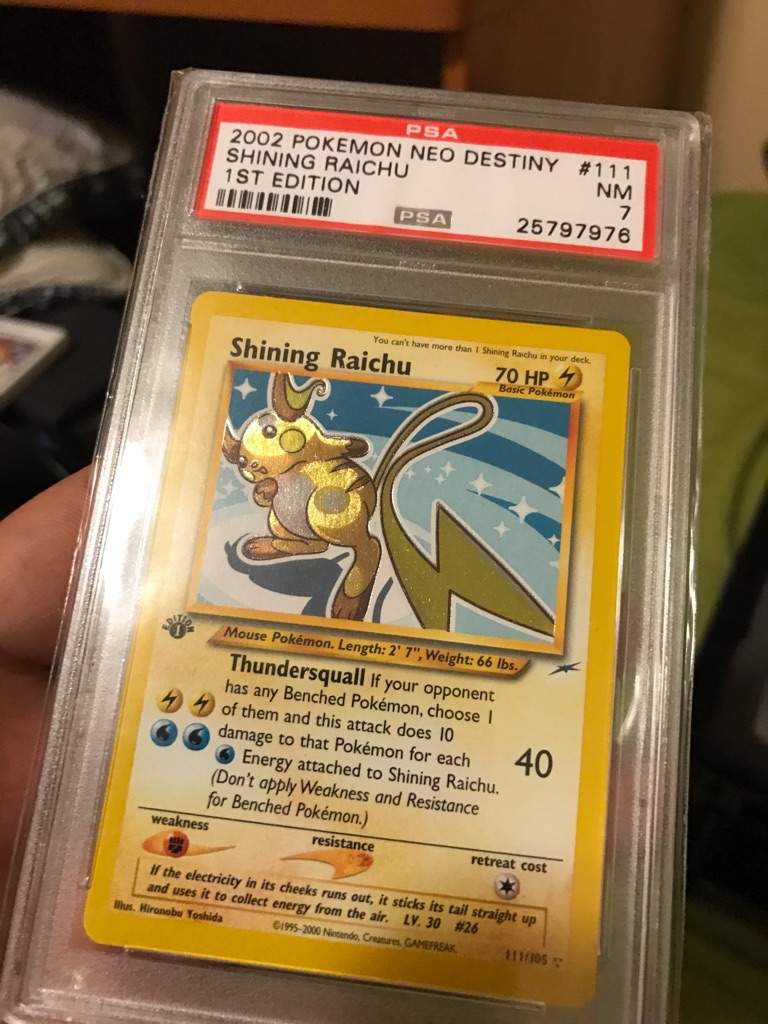 PSA
2002 POKEMON NEO DESTINY #111
SHINING RAICHU NM
1ST EDITION 7
PSA 25797976
You can't have more than 1 Shining Raichu in your deck.
Shining Raichu 70 HP
Basic Pokémon
EDITION 1
Mouse Pokémon. Length: 2' 7", Weight: 66 lbs.
Thundersquall If your opponent
has any Benched Pokémon, choose 1
of them and this attack does 10
damage to that Pokémon for each 40
Energy attached to Shining Raichu.
(Don't apply Weakness and Resistance
for Benched Pokémon.)
weakness resistance retreat cost
If the electricity in its cheeks runs out, it sticks its tail straight up
and uses it to collect energy from the air. LV. 30 #26
Illus. Hironobu Yoshida
©1995-2000 Nintendo, Creatures, GAMEFREAK.
111/105